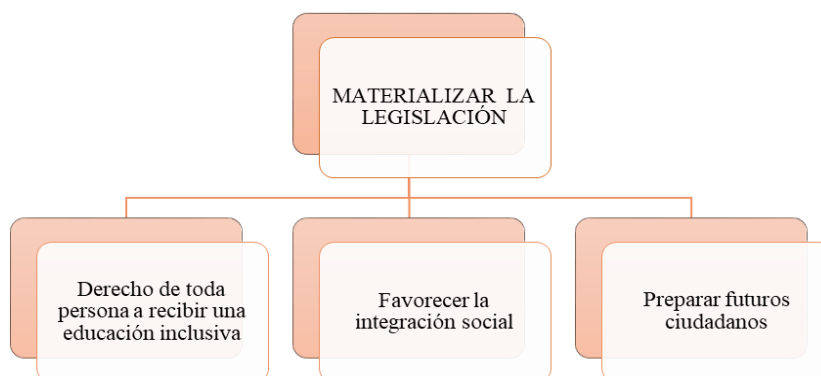 MATERIALIZAR LA
LEGISLACIÓN
Derecho de toda
persona a recibir una
educación inclusiva
Favorecer la
integración social
Preparar futuros
ciudadanos